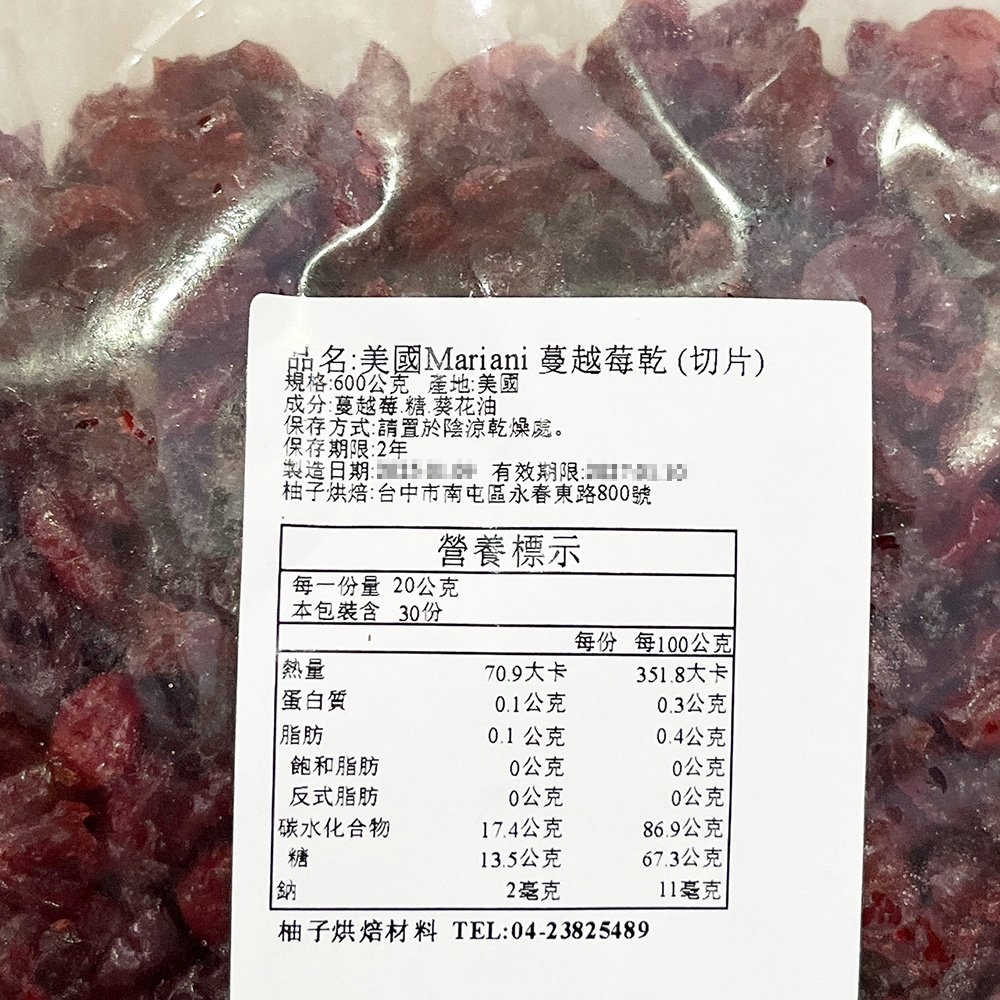 品名:美國Mariani 蔓越莓乾 (切片)
規格:600公克 產地:美國
成分:蔓越莓.糖.葵花油
保存方式:請置於陰涼乾燥處。
保存期限:2年
製造日期: 有效期限:
柚子烘焙:台中市南屯區永春東路800號
營養標示
每一份量 20公克
本包裝含 30份
每份 每100公克
熱量 70.9大卡 351.8大卡
蛋白質 0.1公克 0.3公克
脂肪 0.1 公克 0.4公克
飽和脂肪 0公克 0公克
反式脂肪 0公克 0公克
碳水化合物 17.4公克 86.9公克
糖 13.5公克 67.3公克
鈉 2毫克 11毫克
柚子烘焙材料 TEL:04-23825489